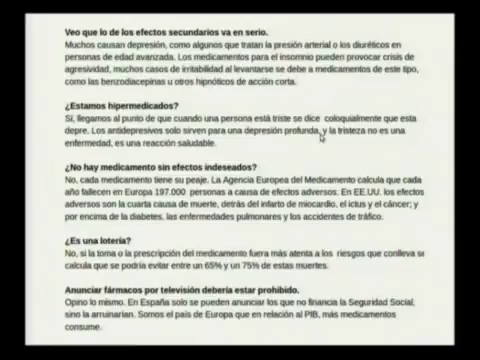 Veo que lo de los efectos secundarios va en serio.
Muchos causan depresión, como algunos que tratan la presión arterial o los diuréticos en
personas de edad avanzada. Los medicamentos para el insomnio pueden provocar crisis de
agresividad, muchos casos de irritabilidad al levantarse se debe a medicamentos de este tipo,
como las benzodiacepinas u otros hipnóticos de acción corta.
¿Estamos hipermedicados?
Sí, llegamos al punto de que cuando una persona está triste se dice coloquialmente que esta
depre. Los antidepresivos solo sirven para una depresión profunda, y la tristeza no es una
enfermedad, es una reacción saludable.
¿No hay medicamento sin efectos indeseados?
No, cada medicamento tiene su peaje. La Agencia Europea del Medicamento calcula que cada
año fallecen en Europa 197.000 personas a causa de efectos adversos. En EE.UU. los efectos
adversos son la cuarta causa de muerte, detrás del infarto de miocardio, el ictus y el cáncer; y
por encima de la diabetes, las enfermedades pulmonares y los accidentes de tráfico.
¿Es una lotería?
No, si la toma o la prescripción del medicamento fuera más atenta a los riesgos que conlleva se
calcula que se podría evitar entre un 65% y un 75% de estas muertes.
Anunciar fármacos por televisión debería estar prohibido.
Opino lo mismo. En España solo se pueden anunciar los que no financia la Seguridad Social,
sino la arruinarían. Somos el país de Europa que en relación al PIB, más medicamentos
consume.